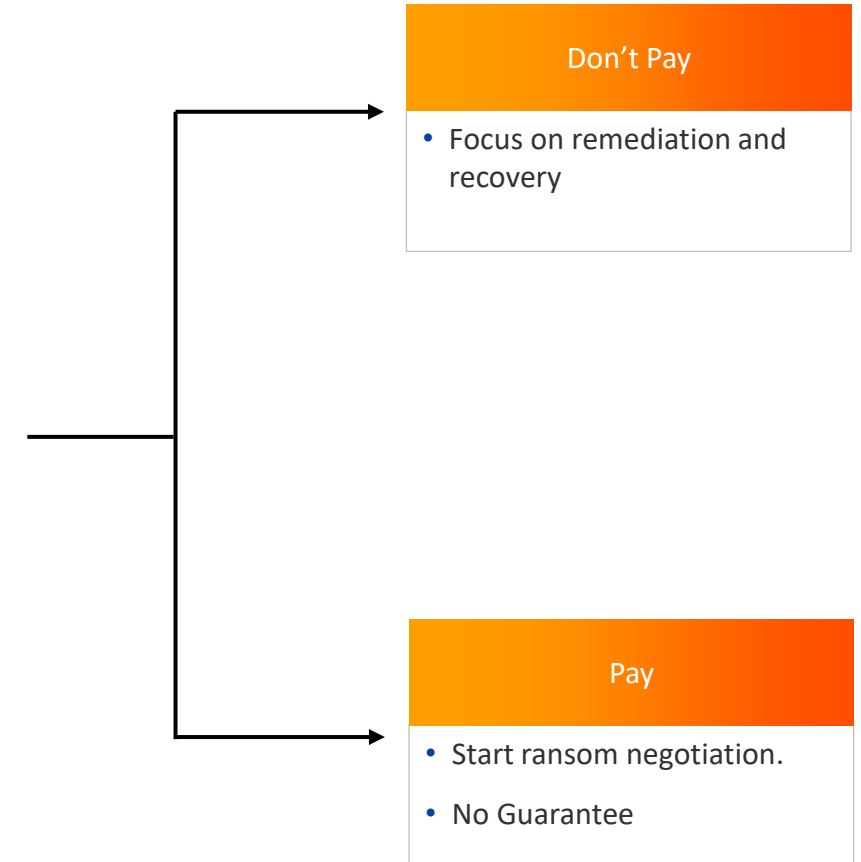 Don’t Pay
• Focus on remediation and
recovery
Pay
• Start ransom negotiation.
• No Guarantee